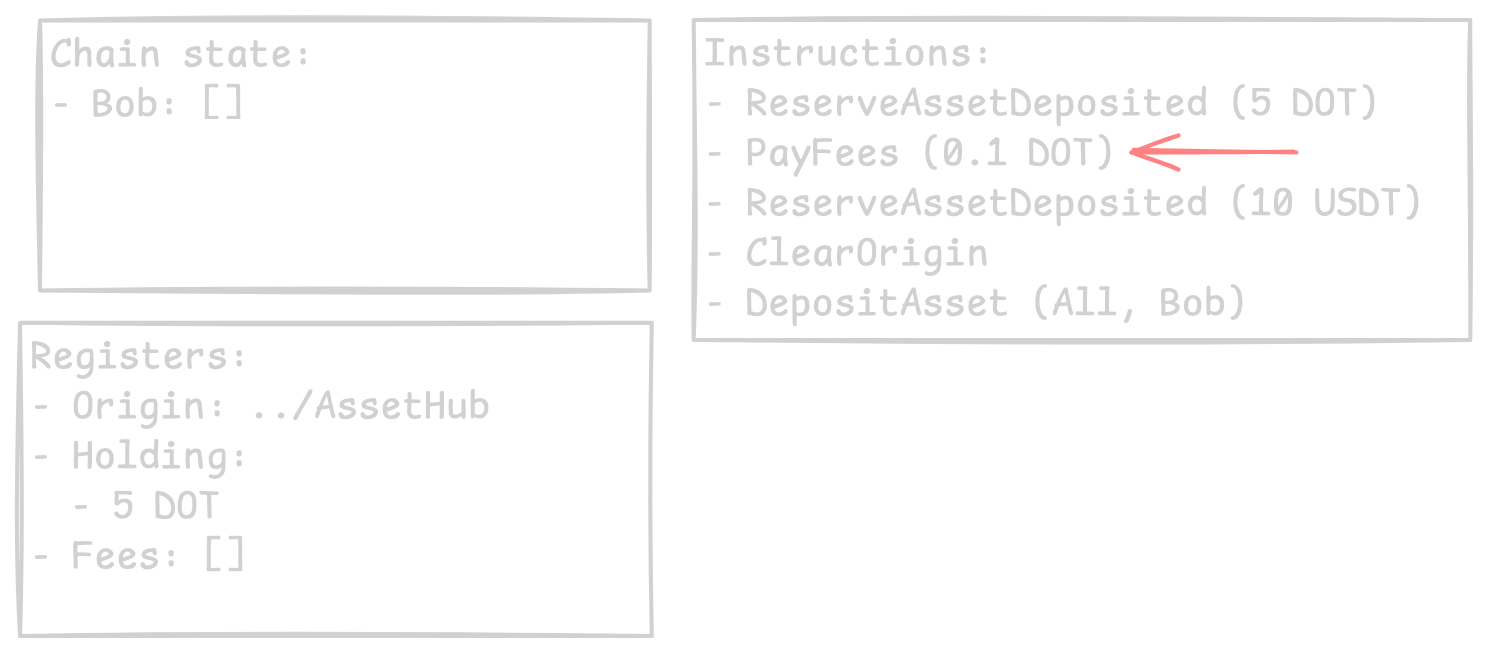 Chain state:
- Bob: []
Registers:
- Origin: ../AssetHub
- Holding:
- 5 DOT
- Fees: []
Instructions:
- ReserveAssetDeposited (5 DOT)
- PayFees (0.1 DOT)
- ReserveAssetDeposited (10 USDT)
- ClearOrigin
- DepositAsset (All, Bob)